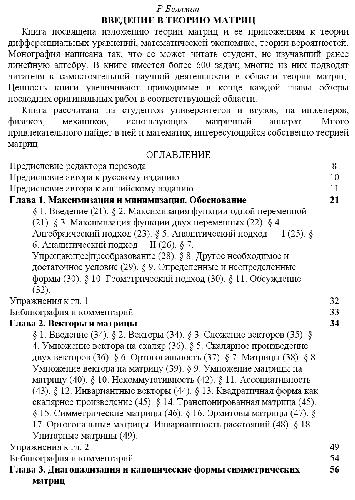 Р Беллман
ВВЕДЕНИЕ В ТЕОРИЮ МАТРИЦ
Книга посвящена изложению теории матриц и ее приложениям к теории
дифференциальных уравнений, математической экономике, теории вероятностей.
Монография написана так, что ее может читать студент, не изучавший ранее
линейную алгебру. В книге имеется более 600 задач; многие из них подводят
читателя к самостоятельной научной деятельности в области теории матриц.
Ценность книги увеличивают приводимые в конце каждой главы обзоры
последних оригинальных работ в соответствующей области.
Книга рассчитана на студентов университетов и втузов, на инженеров,
физиков, механиков, использующих матричный аппарат. Много
привлекательного найдет в ней и математик, интересующийся собственно теорией
матриц.
ОГЛАВЛЕНИЕ
Предисловие редактора перевода 8
Предисловие автора к русскому изданию 10
Предисловие автора к английскому изданию 11
Глава 1. Максимизация и минимизация. Обоснование 21
§ 1. Введение (21). § 2. Максимизация функций одной переменной
(21). § 3. Максимизация функции двух переменных (22). § 4.
Алгебраический подход (23). § 5. Аналитический подход — I (25). §
6. Аналитический подход — II (26). § 7.
Упрощающее преобразование (28). § 8. Другое необходимое и
достаточное условие (29). § 9. Определенные и неопределенные
формы (30). § 10. Геометрический подход (30). § 11. Обсуждение
(32).
Упражнения к гл. 1 32
Библиография и комментарий 33
Глава 2. Векторы и матрицы 34
§ 1. Введение (34). § 2. Векторы (34). § 3. Сложение векторов (35). §
4. Умножение вектора на скаляр (36). § 5. Скалярное произведение
двух векторов (36). § 6. Ортогональность (37). § 7. Матрицы (38). § 8.
Умножение вектора на матрицу (39). § 9. Умножение матрицы на
матрицу (40). § 10. Некоммутативность (42). § 11. Ассоциативность
(43). § 12. Инвариантные векторы (44). § 13. Квадратичная форма как
скалярное произведение (45). § 14. Транспонированная матрица (45).
§ 15. Симметрические матрицы (46). § 16. Эрмитовы матрицы (47). §
17. Ортогональные матрицы. Инвариантность расстояний (48). § 18.
Унитарные матрицы (49).
Упражнения к гл. 2 49
Библиография и комментарий 54
Глава 3. Диагонализация и канонические формы симметрических 56
матриц